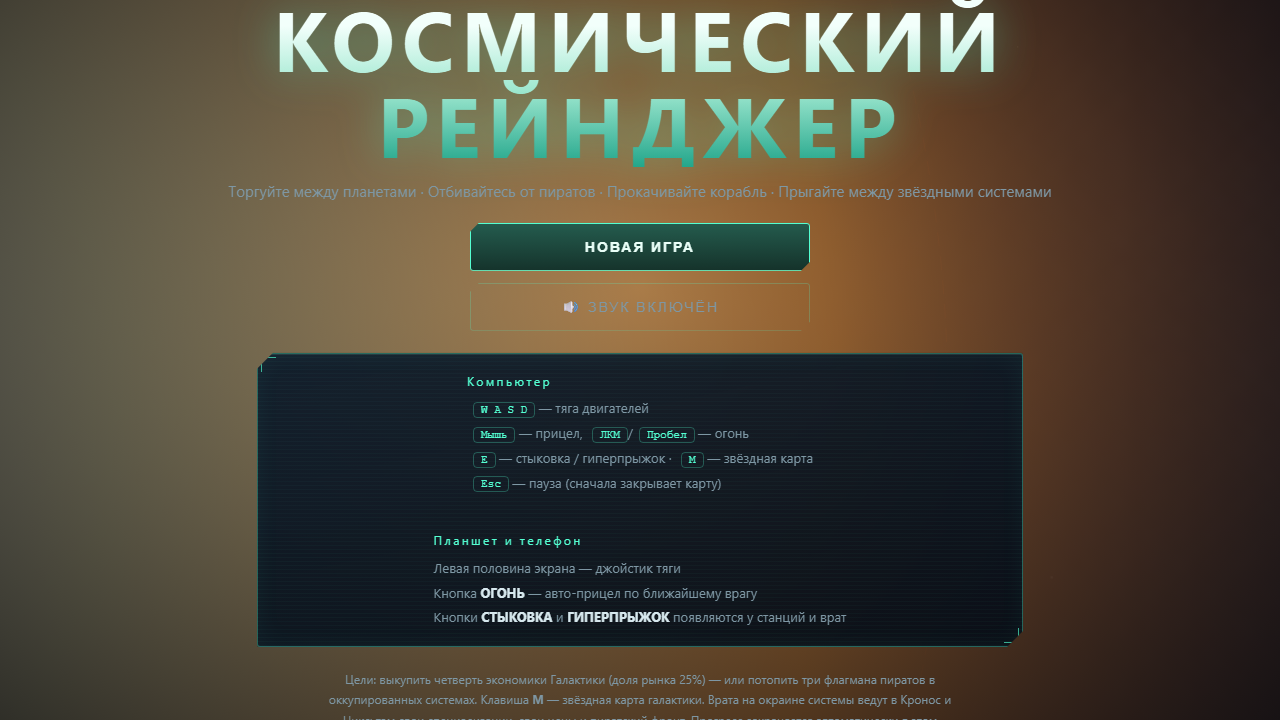 КОСМИЧЕСКИЙ
РЕЙНДЖЕР
Торгуйте между планетами · Отбивайтесь от пиратов · Прокачивайте корабль · Прыгайте между звёздными системами
НОВАЯ ИГРА
ЗВУК ВКЛЮЧЁН
Компьютер
W A S D — тяга двигателей
Мышь — прицел, ЛКМ / Пробел — огонь
E — стыковка / гиперпрыжок · M — звёздная карта
Esc — пауза (сначала закрывает карту)
Планшет и телефон
Левая половина экрана — джойстик тяги
Кнопка ОГОНЬ — авто-прицел по ближайшему врагу
Кнопки СТЫКОВКА и ГИПЕРПРЫЖОК появляются у станций и врат
Цели: выкупить четверть экономики Галактики (доля рынка 25%) — или потопить три флагмана пиратов в
оккупированных системах. Клавиша M — звёздная карта галактики. Врата на окраине системы ведут в Кронос и